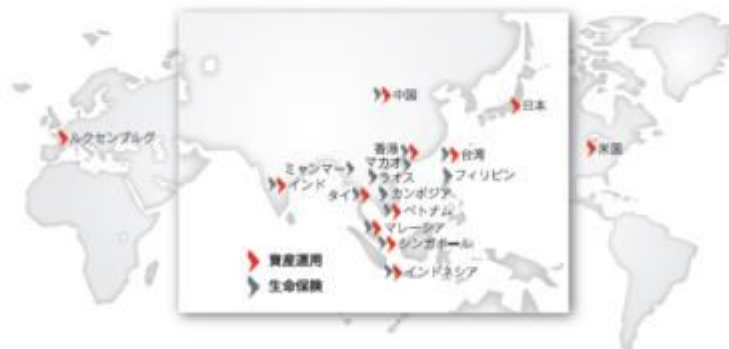 中国
日本
ルクセンブルグ
香港
台湾
米国
マカオ
ミャンマー
ラオス
フィリピン
インド
タイ
カンボジア
ベトナム
マレーシア
シンガポール
資産運用
インドネシア
生命保険